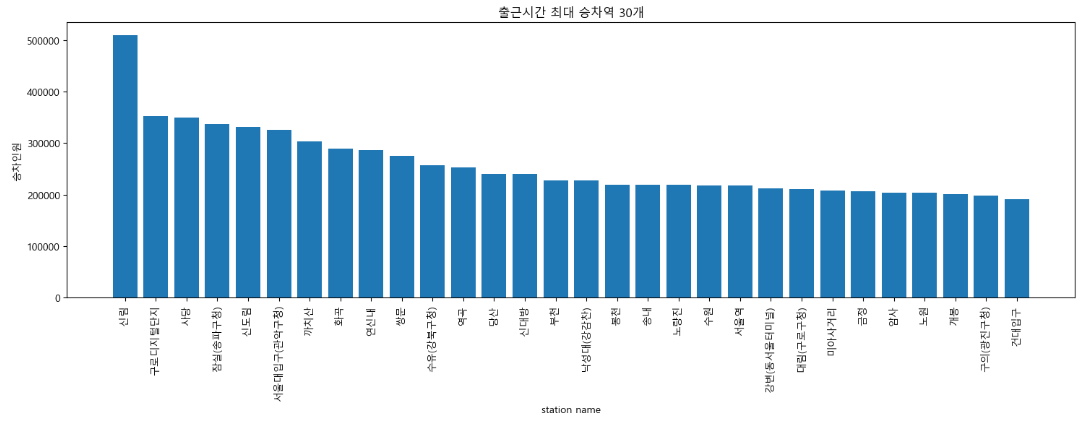 출근시간 최대 승차역 30개
승차인원
500000
400000
300000
200000
100000
0
신림
구로디지털단지
사당
잠실(송파구청)
신도림
서울대입구(관악구청)
까치산
화곡
연신내
쌍문
수유(강북구청)
역곡
당산
신대방
부천
낙성대(강감찬)
봉천
송내
노량진
수원
서울역
강변(동서울터미널)
대림(구로구청)
미아사거리
금정
암사
노원
개봉
구의(광진구청)
건대입구
station name